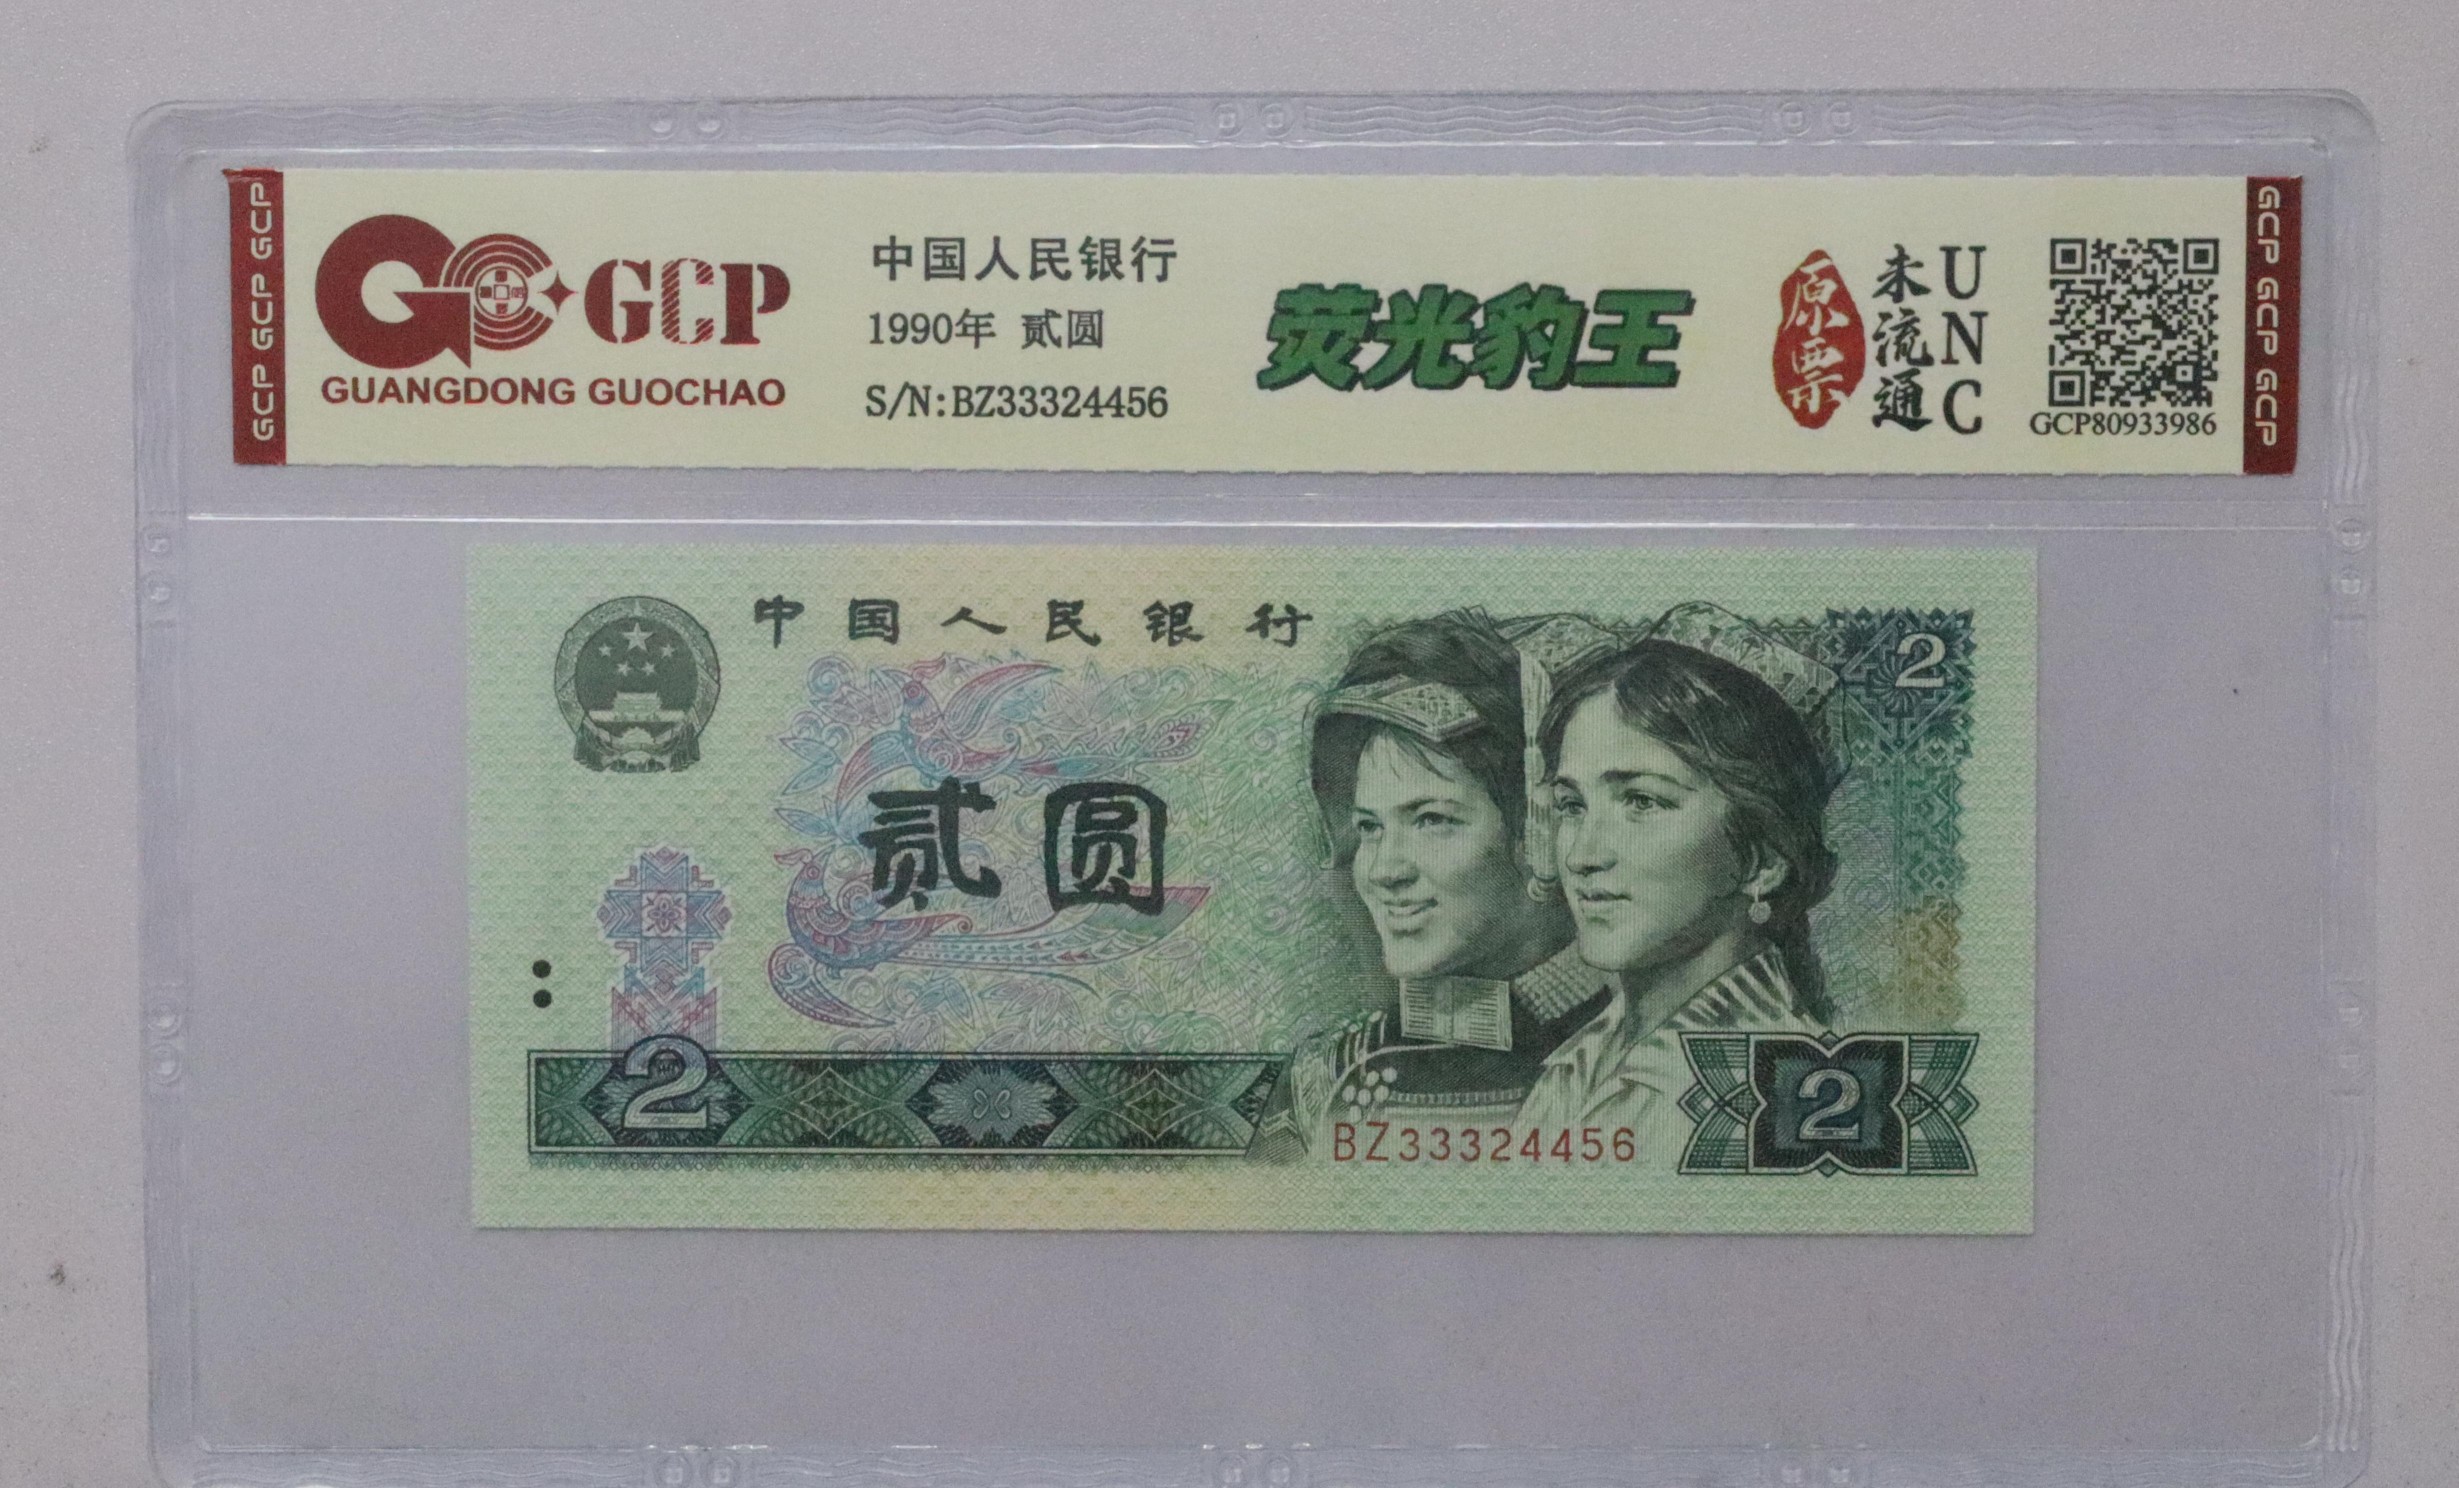 GCP GCP GCP
GCP
GUANGDONG GUOCHAO
中国人民银行
1990年 贰圆
S/N:BZ33324456
荧光豹王
原票
未流通
UNC
GCP80933986
GCP GCP GCP
中国人民银行
2
贰圆
2
BZ33324456
2